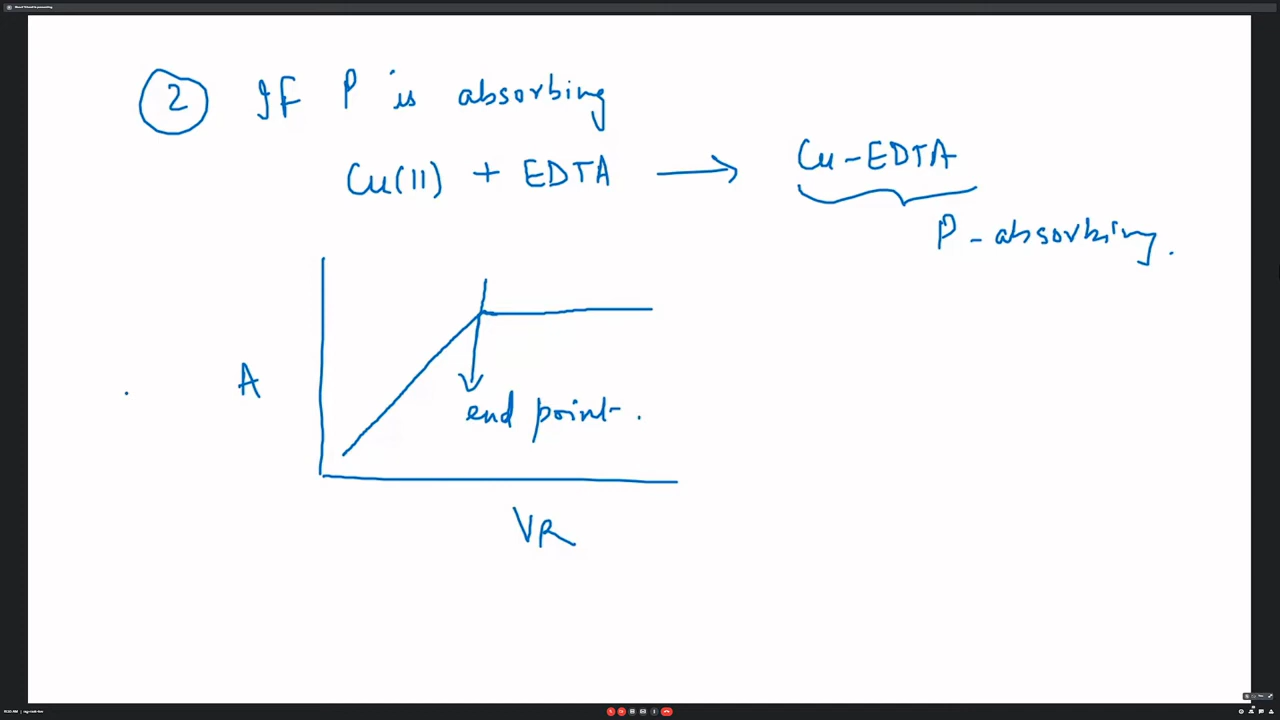 2 If P is absorbing
Cu(II) + EDTA → Cu-EDTA
P-absorbing.
A
end point.
VR